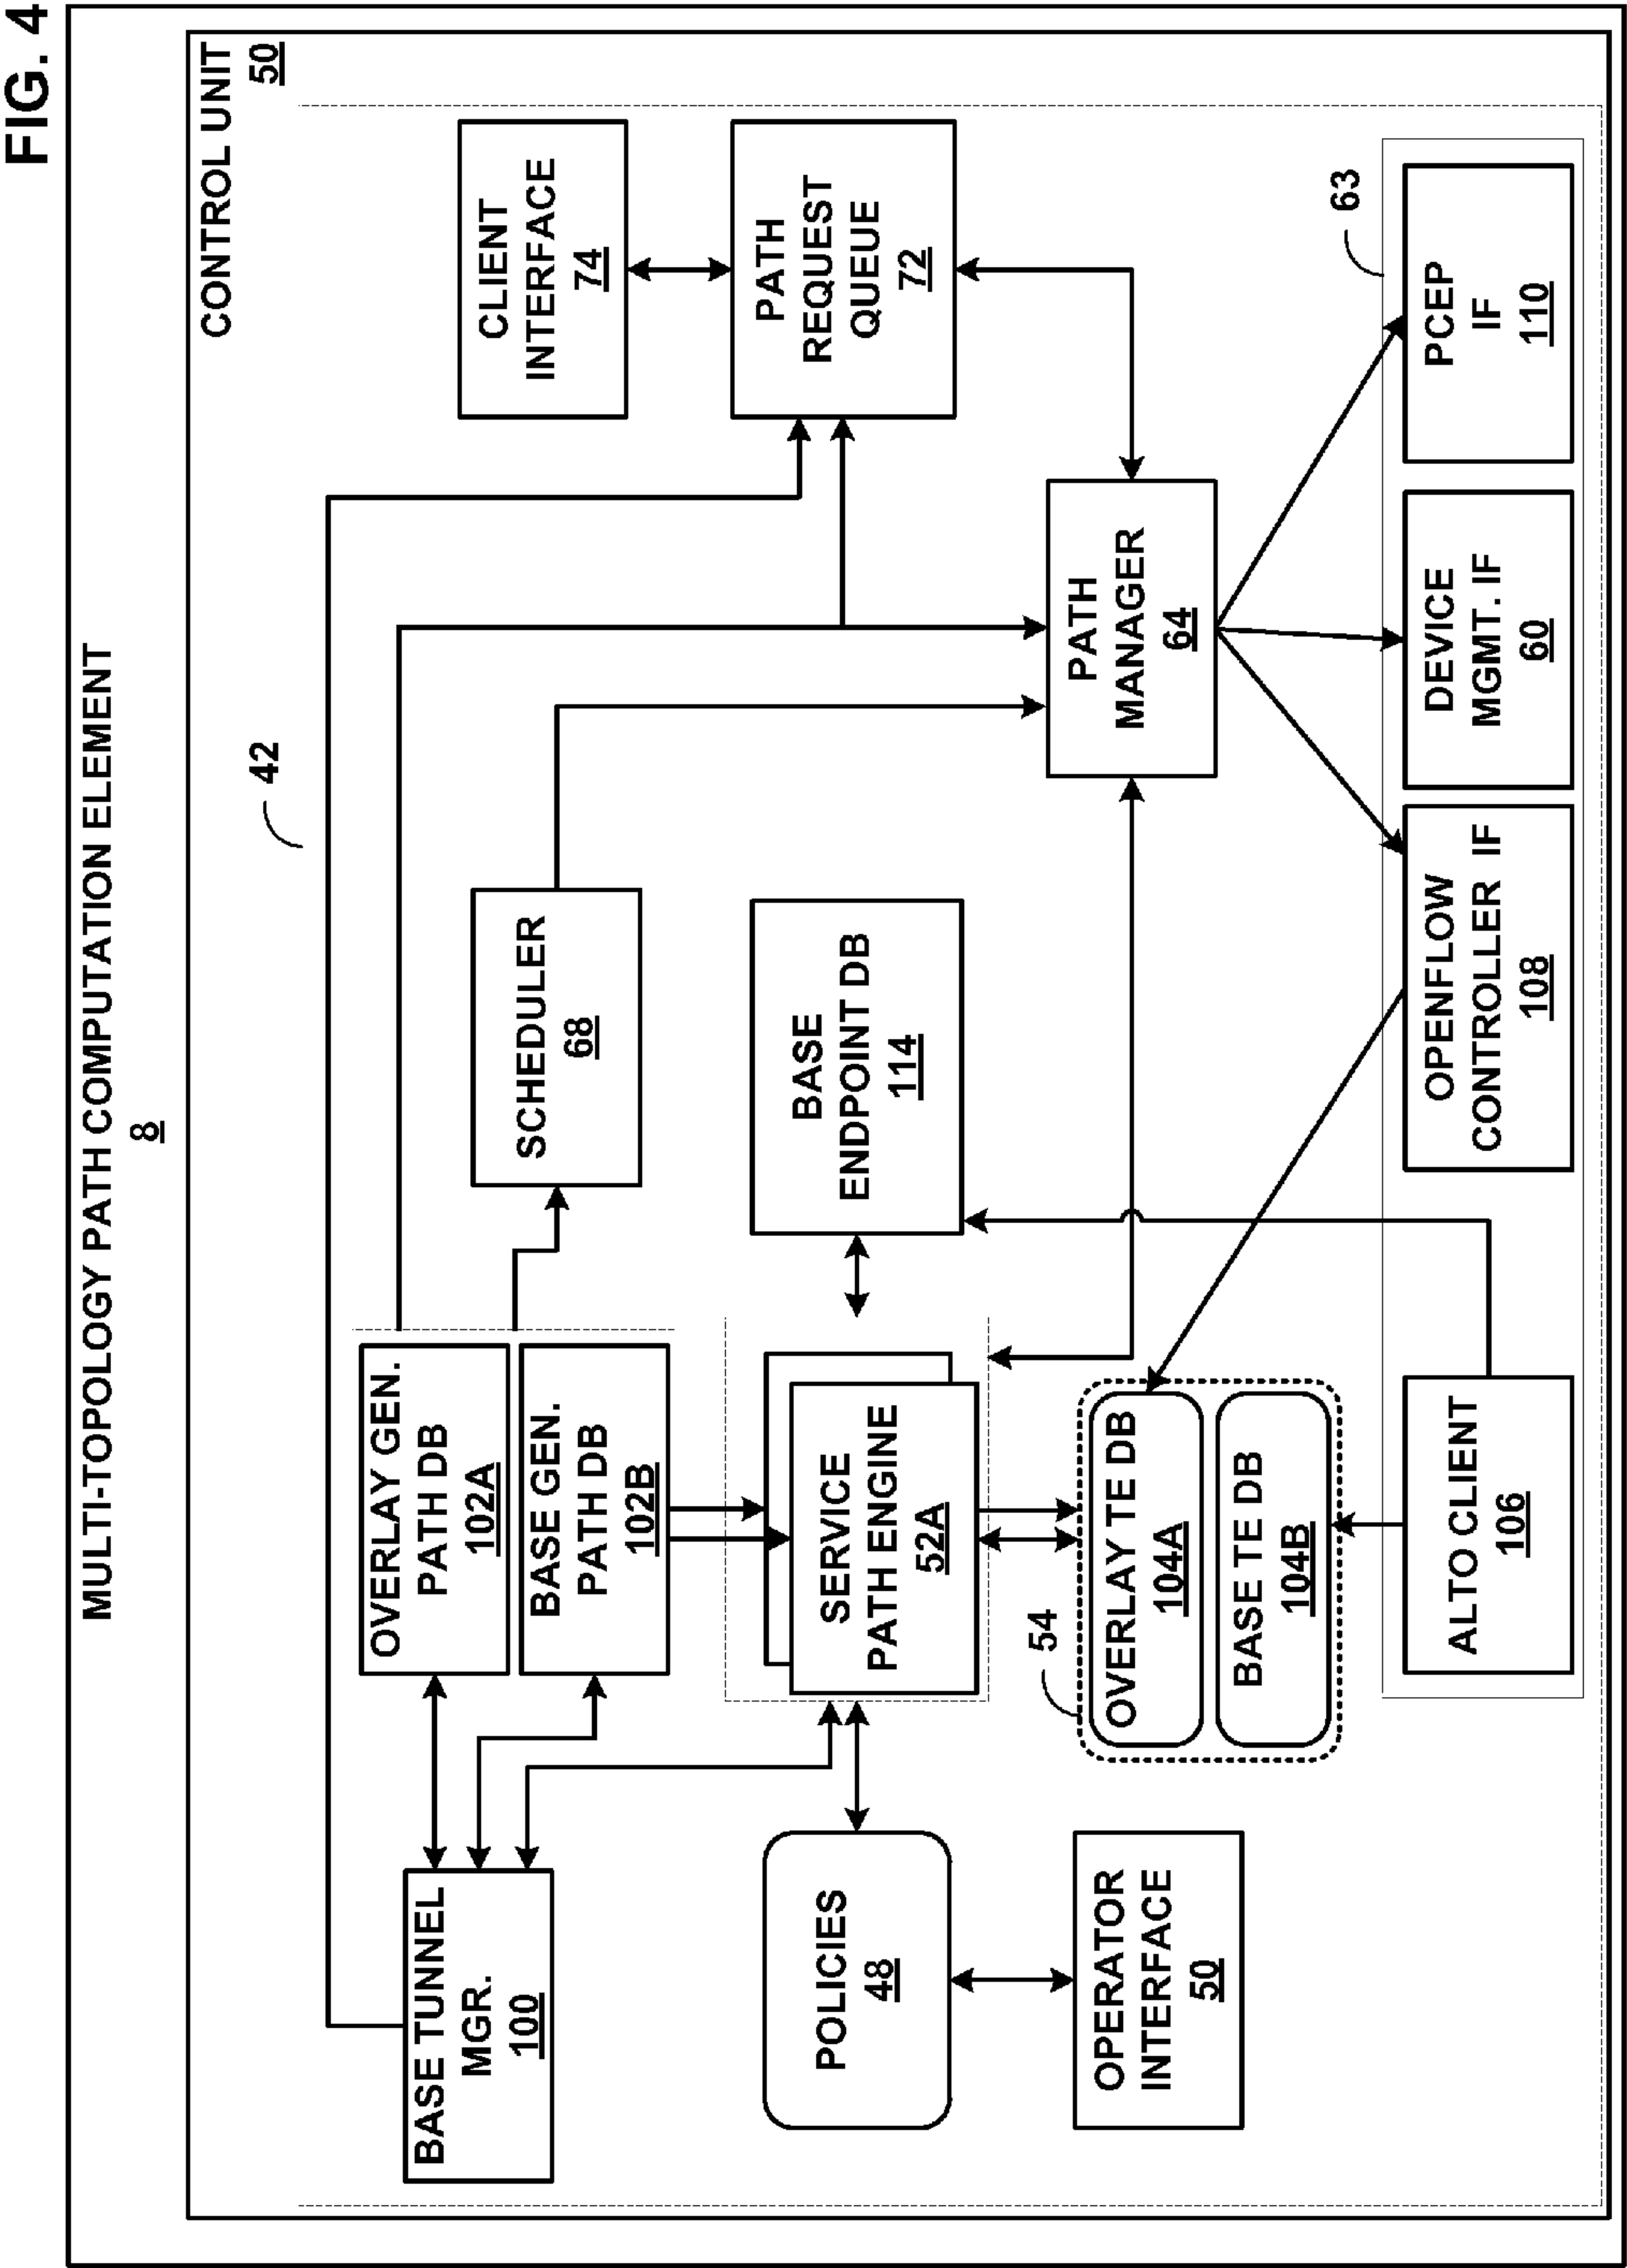 FIG. 4
MULTI-TOPOLOGY PATH COMPUTATION ELEMENT
8
CONTROL UNIT
50
42
BASE TUNNEL
MGR.
100
OVERLAY GEN.
PATH DB
102A
BASE GEN.
PATH DB
102B
SCHEDULER
68
CLIENT
INTERFACE
74
POLICIES
48
SERVICE
PATH ENGINE
52A
BASE
ENDPOINT DB
114
PATH
REQUEST
QUEUE
72
OPERATOR
INTERFACE
50
54
OVERLAY TE DB
104A
BASE TE DB
104B
PATH
MANAGER
64
63
ALTO CLIENT
106
OPENFLOW
CONTROLLER IF
108
DEVICE
MGMT. IF
60
PCEP
IF
110